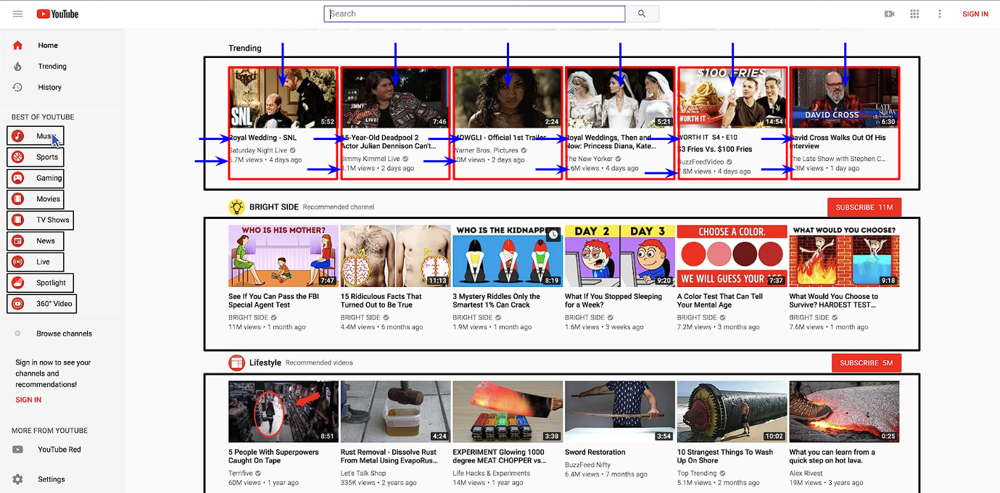 YouTube
Search
SIGN IN
Home
Trending
History
BEST OF YOUTUBE
Music
Sports
Gaming
Movies
TV Shows
News
Live
Spotlight
360° Video
Browse channels
Sign in now to see your
channels and
recommendations!
SIGN IN
MORE FROM YOUTUBE
YouTube Red
Settings
Trending
SNL
5:52
Royal Wedding - SNL
Saturday Night Live
6.7M views • 4 days ago
JIMMY
Kimmel
LIVE!
7:46
15-Year-Old Deadpool 2
Actor Julian Dennison Can't...
Jimmy Kimmel Live
1.1M views • 2 days ago
2:24
MOWGLI - Official 1st Trailer
Warner Bros. Pictures
0M views • 2 days ago
5:21
Royal Weddings, Then and
Now: Princess Diana, Kate...
The New Yorker
.6M views • 4 days ago
$100 FRIES
WORTH IT
14:54
WORTH IT S4 • E10
$3 Fries Vs. $100 Fries
BuzzFeedVideo
.8M views • 4 days ago
DAVID CROSS
LATE
SHOW
6:30
David Cross Walks Out Of His
Interview
The Late Show with Stephen C...
.3M views • 1 day ago
BRIGHT SIDE Recommended channel
SUBSCRIBE 11M
WHO IS HIS MOTHER?
7:47
See If You Can Pass the FBI
Special Agent Test
BRIGHT SIDE
11M views • 1 month ago
11:13
15 Ridiculous Facts That
Turned Out to Be True
BRIGHT SIDE
4.4M views • 6 months ago
WHO IS THE KIDNAPPE
8:19
3 Mystery Riddles Only the
Smartest 1% Can Crack
BRIGHT SIDE
1.9M views • 1 month ago
DAY 2 DAY 3
9:20
What If You Stopped Sleeping
for a Week?
BRIGHT SIDE
1.6M views • 3 weeks ago
CHOOSE A COLOR.
WE WILL GUESS YOUR
7:37
A Color Test That Can Tell
Your Mental Age
BRIGHT SIDE
7.2M views • 3 months ago
WHAT WOULD YOU CHOOSE?
9:18
What Would You Choose to
Survive? HARDEST TEST...
BRIGHT SIDE
7.6M views • 1 month ago
Lifestyle Recommended videos
SUBSCRIBE 5M
8:51
5 People With Superpowers
Caught On Tape
Terrifive
60M views • 1 year ago
4:24
Rust Removal - Dissolve Rust
From Metal Using EvapoRus...
Let's Talk Shop
335K views • 2 years ago
3:38
EXPERIMENT Glowing 1000
degree MEAT CHOPPER vs...
Life Hacks & Experiments
14M views • 1 year ago
3:54
Sword Restoration
BuzzFeed Nifty
6.4M views • 7 months ago
10:02
10 Strangest Things To Wash
Up On Shore
Top Trending
5.1M views • 2 months ago
0:25
What you can learn from a
quick step on hot lava.
Alex Rivest
19M views • 3 years ago